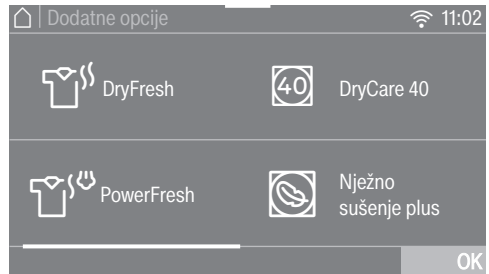 Dodatne opcije
11:02
DryFresh
40
DryCare 40
PowerFresh
Nježno
sušenje plus
OK